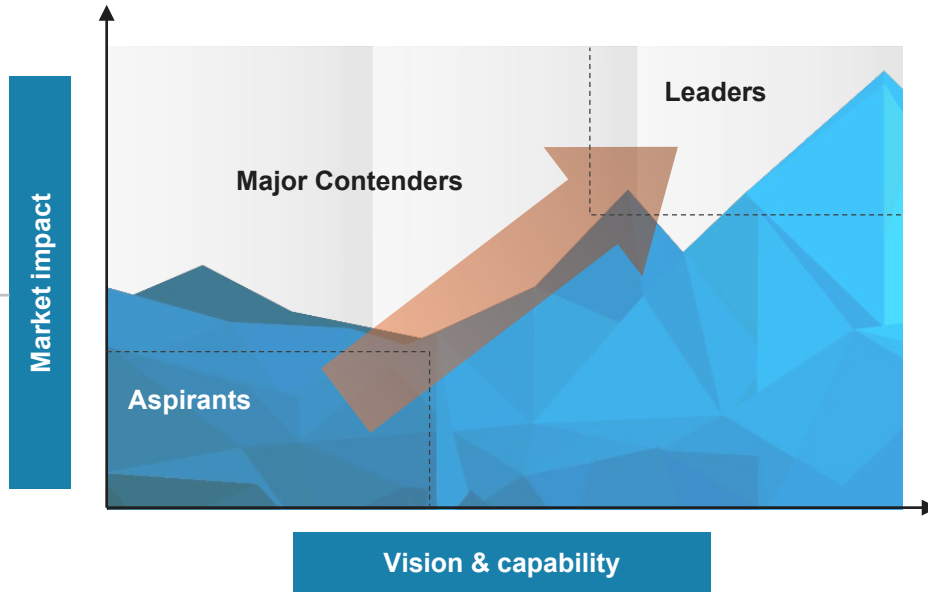 Leaders
Major Contenders
Market impact
Aspirants
Vision & capability